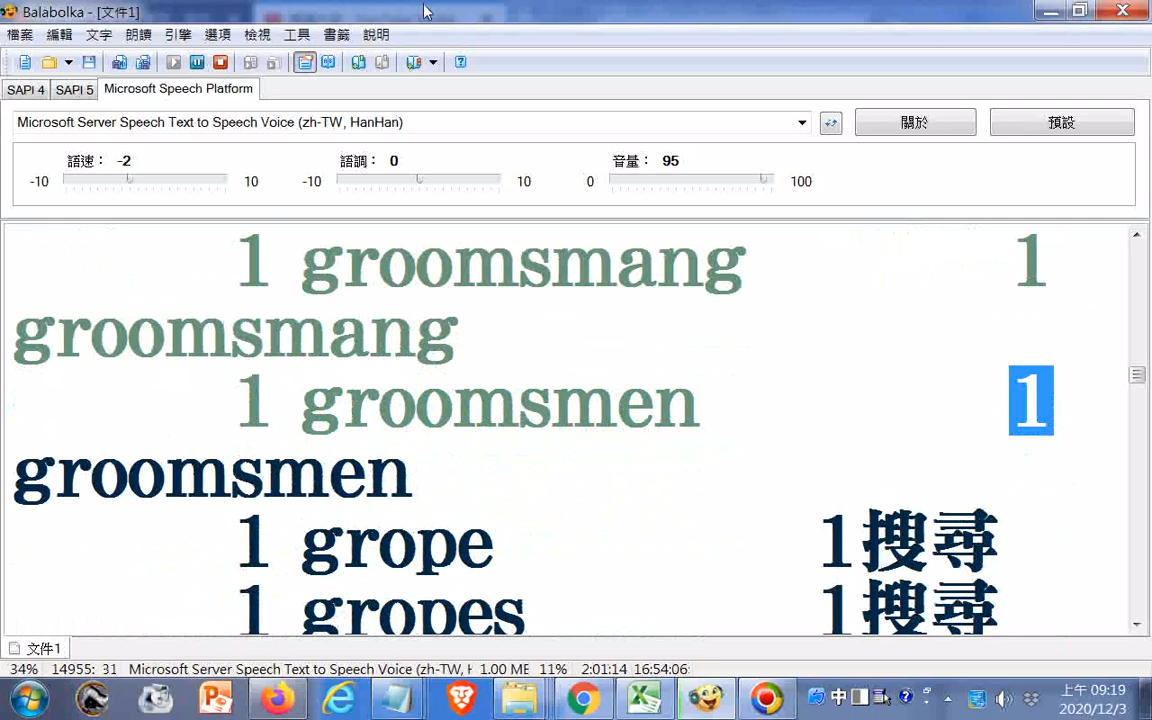 Balabolka - [文件1]
檔案 編輯 文字 朗讀 引擎 選項 檢視 工具 書籤 說明
SAPI 4 SAPI 5 Microsoft Speech Platform
Microsoft Server Speech Text to Speech Voice (zh-TW, HanHan) 關於 預設
語速： -2 語調： 0 音量： 95
-10 10 -10 10 0 100
1 groomsmang 1
groomsmang
1 groomsmen 1
groomsmen
1 grope 1搜尋
1 gropes 1搜尋
文件1
34% 14955: 31 Microsoft Server Speech Text to Speech Voice (zh-TW, 1.00 ME 11% 2:01:14 16:54:06
中 上午 09:19
2020/12/3